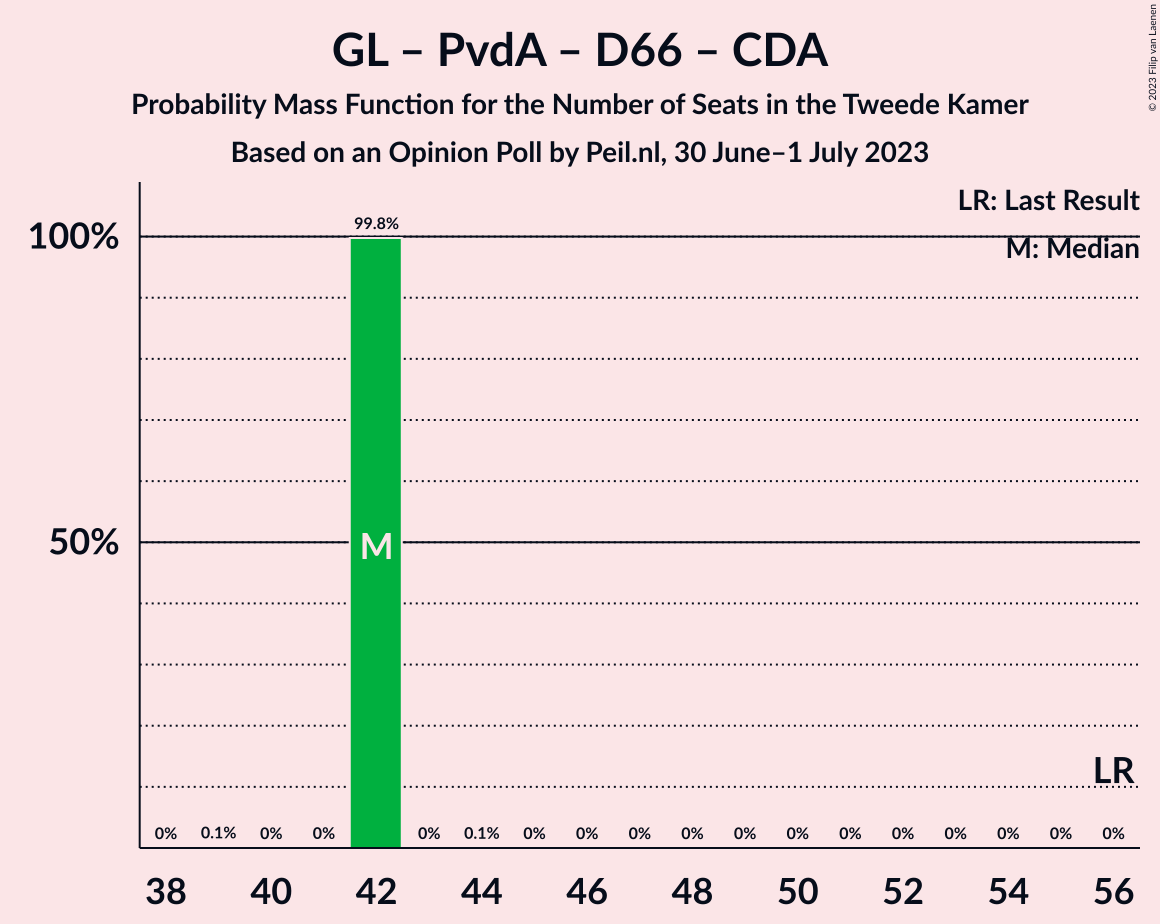 GL – PvdA – D66 – CDA
Probability Mass Function for the Number of Seats in the Tweede Kamer
Based on an Opinion Poll by Peil.nl, 30 June–1 July 2023
© 2023 Filip van Laenen
LR: Last Result
M: Median
100%
50%
99.8%
M
LR
0% 0.1% 0% 0% 0% 0.1% 0% 0% 0% 0% 0% 0% 0% 0% 0% 0% 0% 0%
38 40 42 44 46 48 50 52 54 56